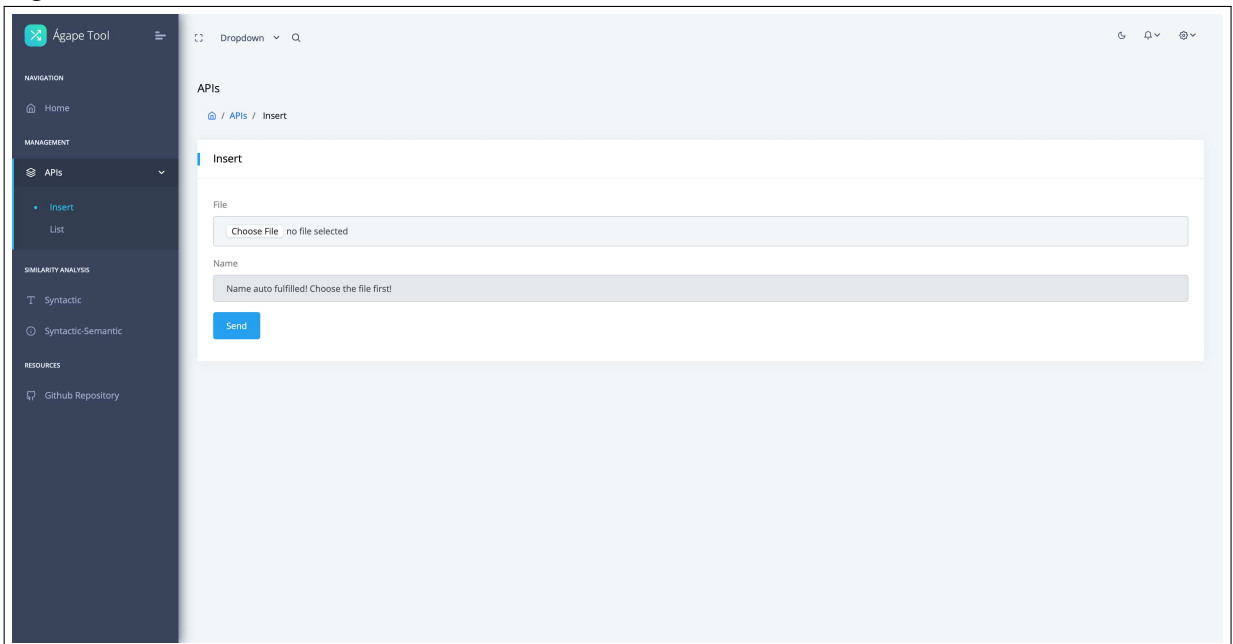 Ágape Tool
Dropdown
NAVIGATION
Home
MANAGEMENT
APIs
Insert
List
SIMILARITY ANALYSIS
Syntactic
Syntactic-Semantic
RESOURCES
Github Repository
APIs
/ APIs / Insert
Insert
File
Choose File no file selected
Name
Name auto fulfilled! Choose the file first!
Send